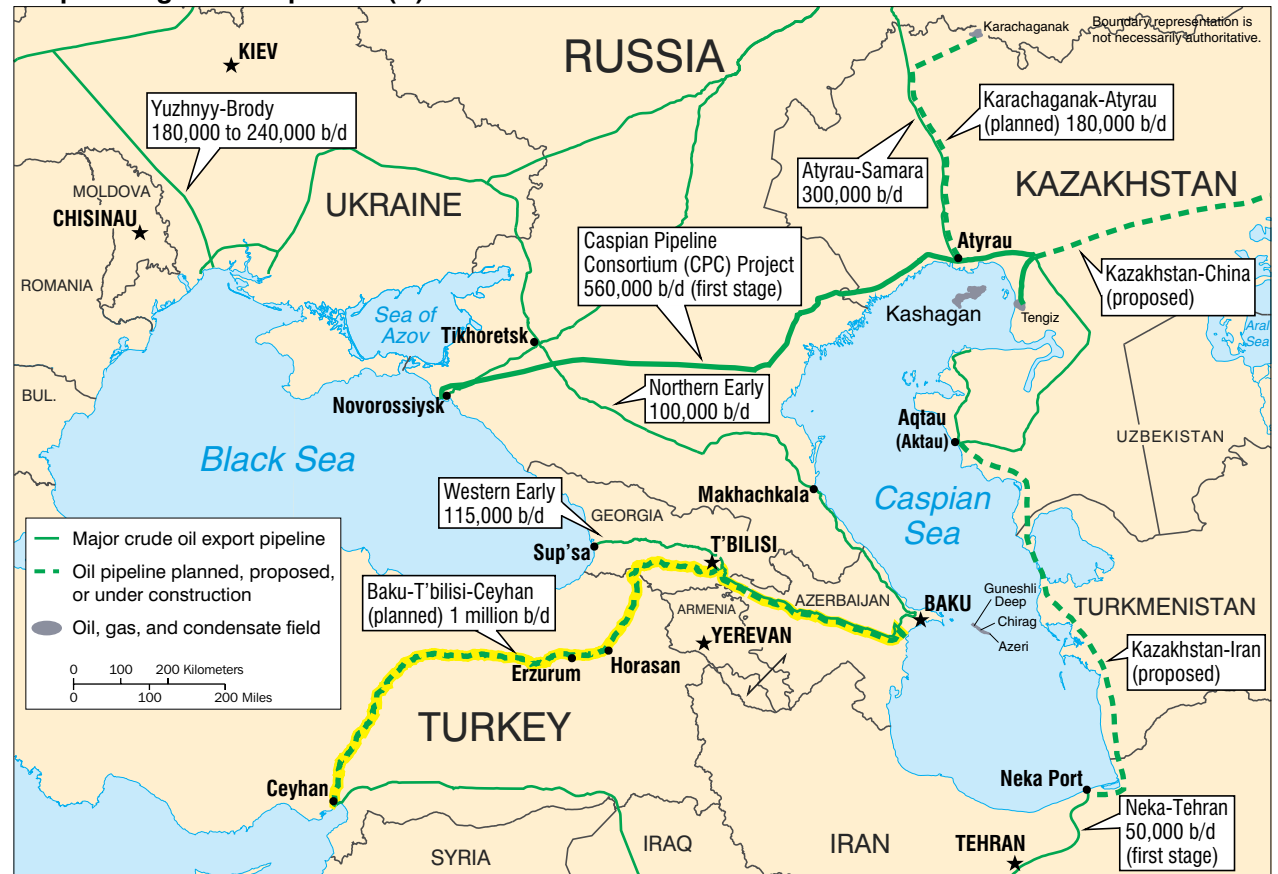 KIEV
RUSSIA
Karachaganak
Boundary representation is
not necessarily authoritative.
Yuzhnyy-Brody
180,000 to 240,000 b/d
Karachaganak-Atyrau
(planned) 180,000 b/d
Atyrau-Samara
300,000 b/d
MOLDOVA
CHISINAU
UKRAINE
KAZAKHSTAN
Caspian Pipeline
Consortium (CPC) Project
560,000 b/d (first stage)
Atyrau
Kazakhstan-China
(proposed)
ROMANIA
Sea of
Azov
Tikhoretsk
Kashagan
Tengiz
Aral
Sea
BUL.
Novorossiysk
Northern Early
100,000 b/d
Aqtau
(Aktau)
UZBEKISTAN
Black Sea
Western Early
115,000 b/d
Makhachkala
Caspian
Sea
GEORGIA
Sup'sa
T'BILISI
Major crude oil export pipeline
Oil pipeline planned, proposed,
or under construction
Oil, gas, and condensate field
0 100 200 Kilometers
0 100 200 Miles
Baku-T'bilisi-Ceyhan
(planned) 1 million b/d
ARMENIA
AZERBAIJAN
BAKU
Guneshli
Deep
Chirag
Azeri
TURKMENISTAN
YEREVAN
Erzurum
Horasan
Kazakhstan-Iran
(proposed)
TURKEY
Ceyhan
Neka Port
Neka-Tehran
50,000 b/d
(first stage)
SYRIA
IRAQ
IRAN
TEHRAN